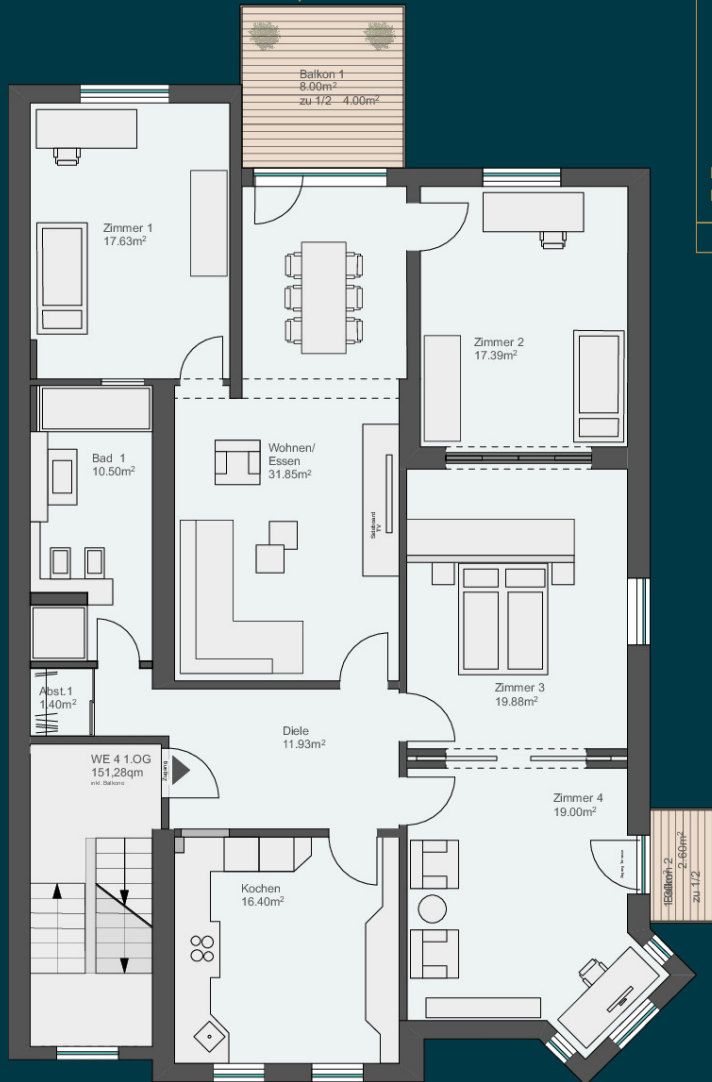 Balkon 1
8.00m²
zu 1/2 4.00m²
Zimmer 1
17.63m²
Zimmer 2
17.39m²
Wohnen/
Essen
31.85m²
Sideboard
TV
Bad 1
10.50m²
Zimmer 3
19.88m²
Abst.1
1.40m²
Diele
11.93m²
WE 4 1.OG
151,28qm
inkl. Balkone
Zugang
Zimmer 4
19.00m²
Kochen
16.40m²
2.60m²
zu 1/2